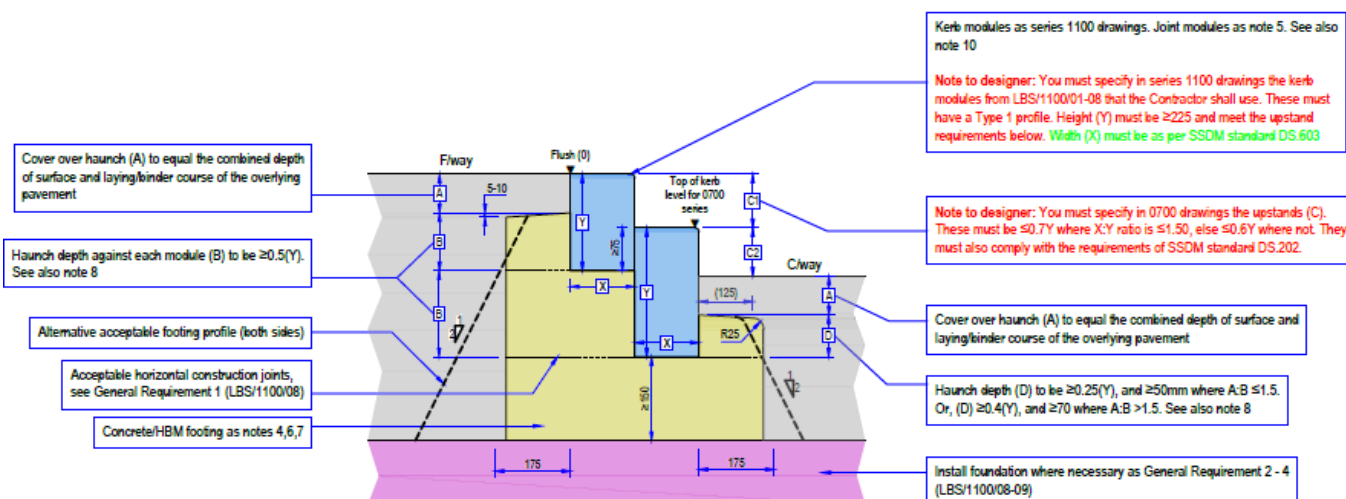 Kerb modules as series 1100 drawings. Joint modules as note 5. See also
note 10
Note to designer: You must specify in series 1100 drawings the kerb
modules from LBS/1100/01-08 that the Contractor shall use. These must
have a Type 1 profile. Height (Y) must be ≥225 and meet the upstand
requirements below. Width (X) must be as per SSDM standard DS.603
Cover over haunch (A) to equal the combined depth
of surface and laying/binder course of the overlying
pavement
F/way
Flush (0)
5-10
A
Top of kerb
level for 0700
series
C1
Y
≥75
B
C2
Note to designer: You must specify in 0700 drawings the upstands (C).
These must be ≤0.7Y where X:Y ratio is ≤1.50, else ≤0.6Y where not. They
must also comply with the requirements of SSDM standard DS.202.
Haunch depth against each module (B) to be ≥0.5(Y).
See also note 8
C/way
X
(125)
A
Y
B
R25
D
X
1
2
1
2
Cover over haunch (A) to equal the combined depth of surface and
laying/binder course of the overlying pavement
Alternative acceptable footing profile (both sides)
Acceptable horizontal construction joints,
see General Requirement 1 (LBS/1100/08)
≥150
Haunch depth (D) to be ≥0.25(Y), and ≥50mm where A:B ≤1.5.
Or, (D) ≥0.4(Y), and ≥70 where A:B >1.5. See also note 8
Concrete/HBM footing as notes 4,6,7
175
175
Install foundation where necessary as General Requirement 2 - 4
(LBS/1100/08-09)